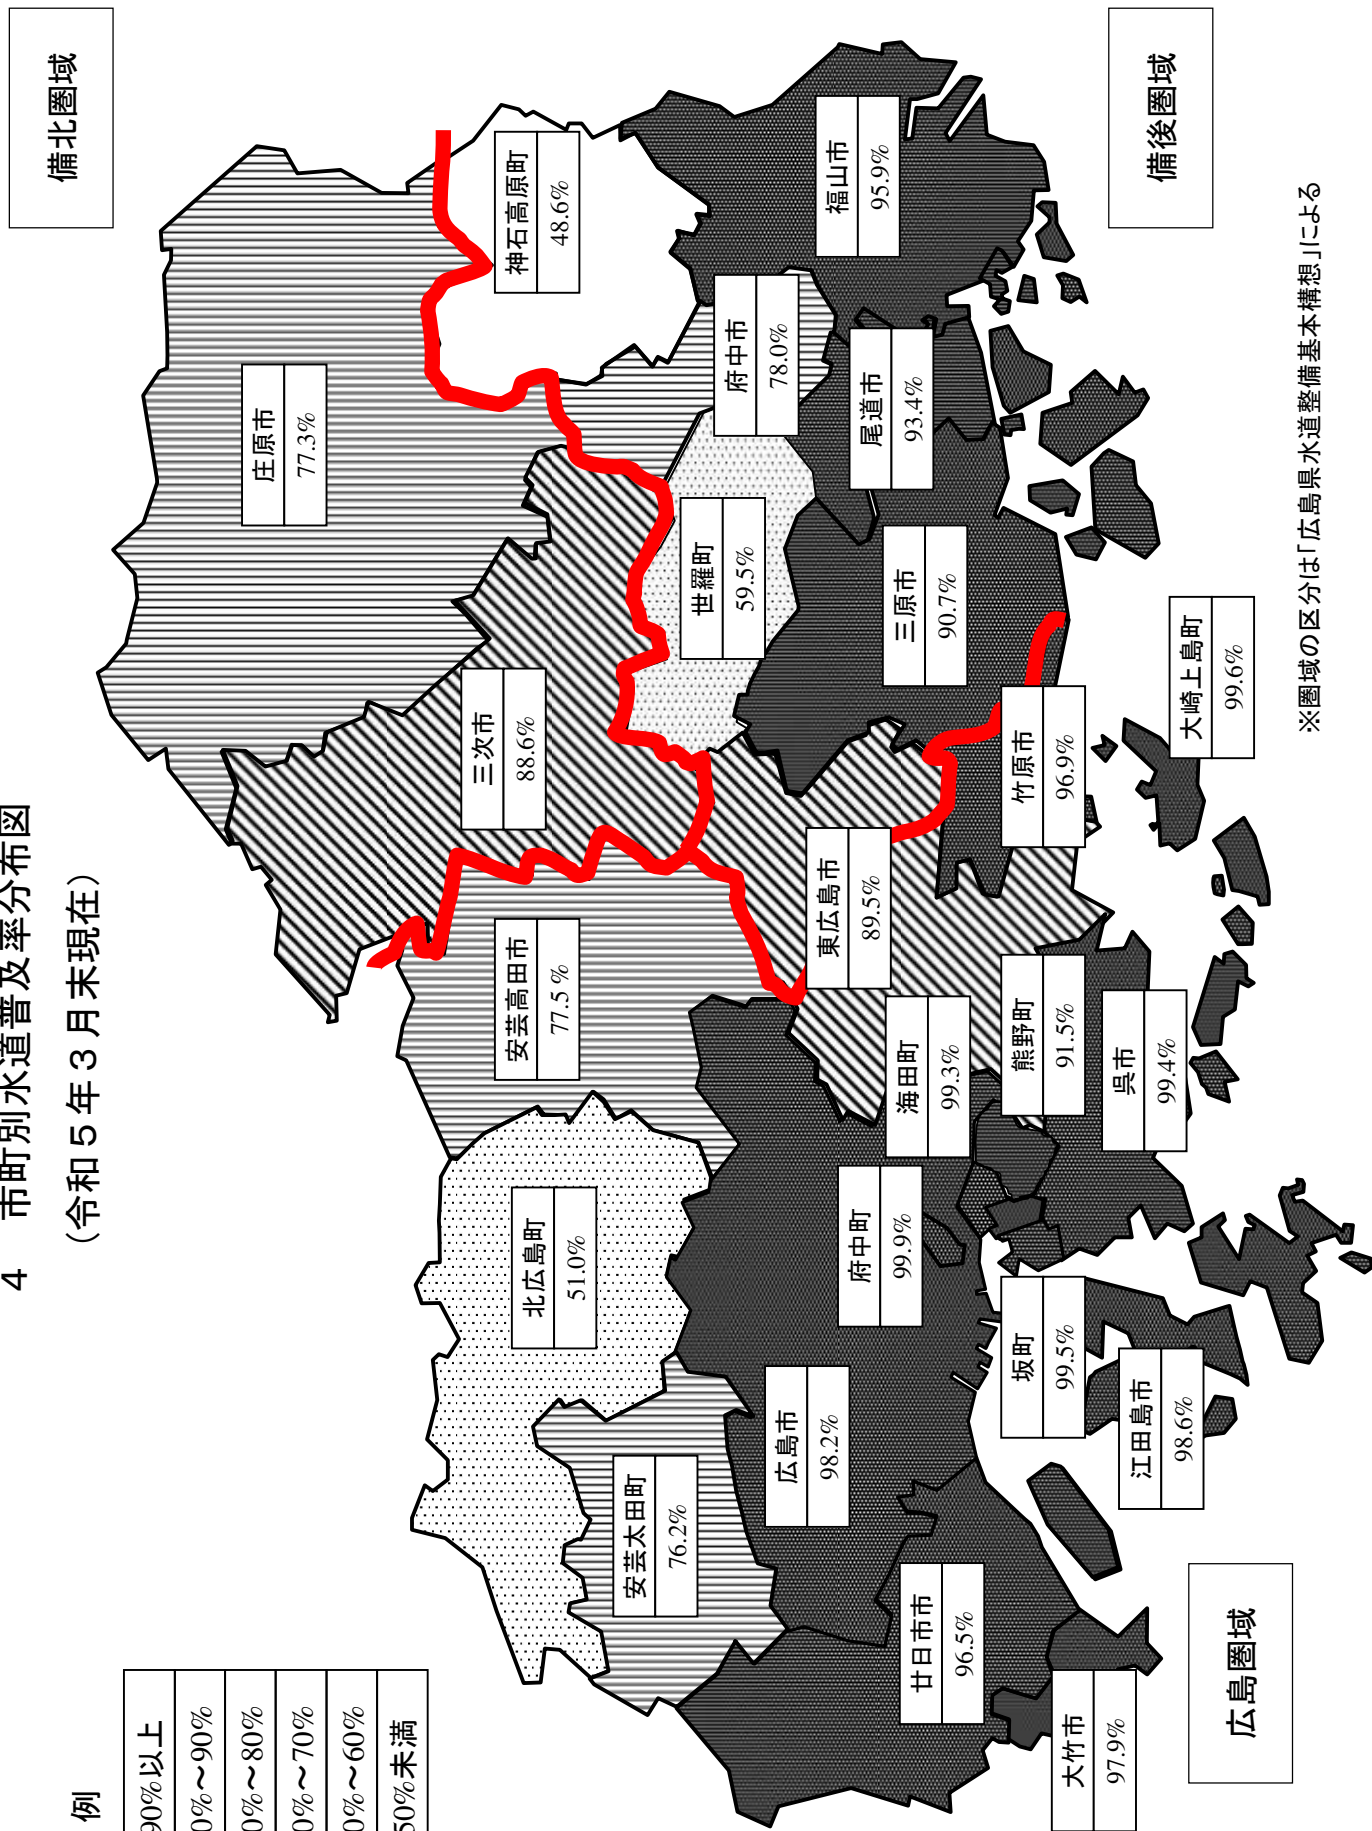 4 市町別水道普及率分布図
(令和5年3月末現在)
例
90%以上
0%~90%
0%~80%
0%~70%
0%~60%
50%未満
備北圏域
庄原市
77.3%
三次市
88.6%
神石高原町
48.6%
安芸高田市
77.5%
北広島町
51.0%
安芸太田町
76.2%
世羅町
59.5%
府中市
78.0%
福山市
95.9%
尾道市
93.4%
三原市
90.7%
東広島市
89.5%
竹原市
96.9%
大崎上島町
99.6%
海田町
99.3%
熊野町
91.5%
呉市
99.4%
府中町
99.9%
坂町
99.5%
江田島市
98.6%
広島市
98.2%
廿日市市
96.5%
大竹市
97.9%
広島圏域
備後圏域
※圏域の区分は「広島県水道整備基本構想」による